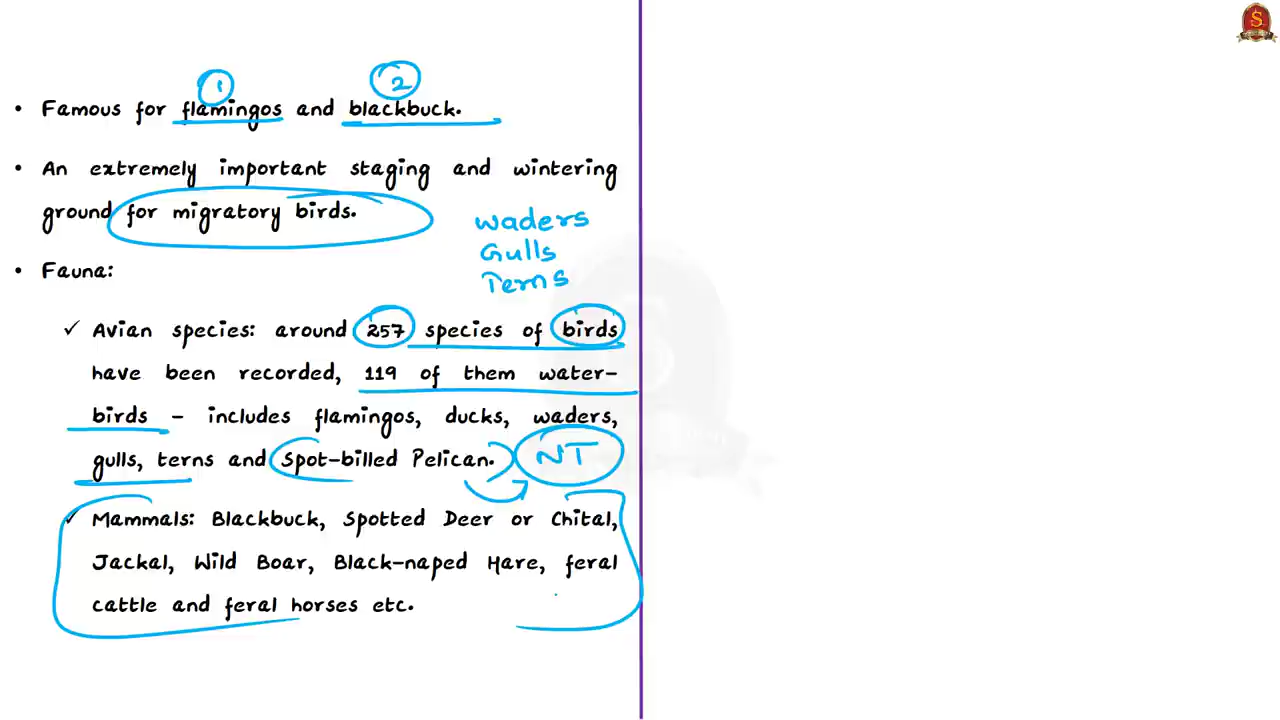 1 2
• Famous for flamingos and blackbuck.
• An extremely important staging and wintering
ground for migratory birds.
waders
Gulls
Terns
• Fauna:
✓ Avian species: around 257 species of birds
have been recorded, 119 of them water-
birds – includes flamingos, ducks, waders,
gulls, terns and Spot-billed Pelican. NT
✓ Mammals: Blackbuck, Spotted Deer or Chital,
Jackal, Wild Boar, Black-naped Hare, feral
cattle and feral horses etc.
S